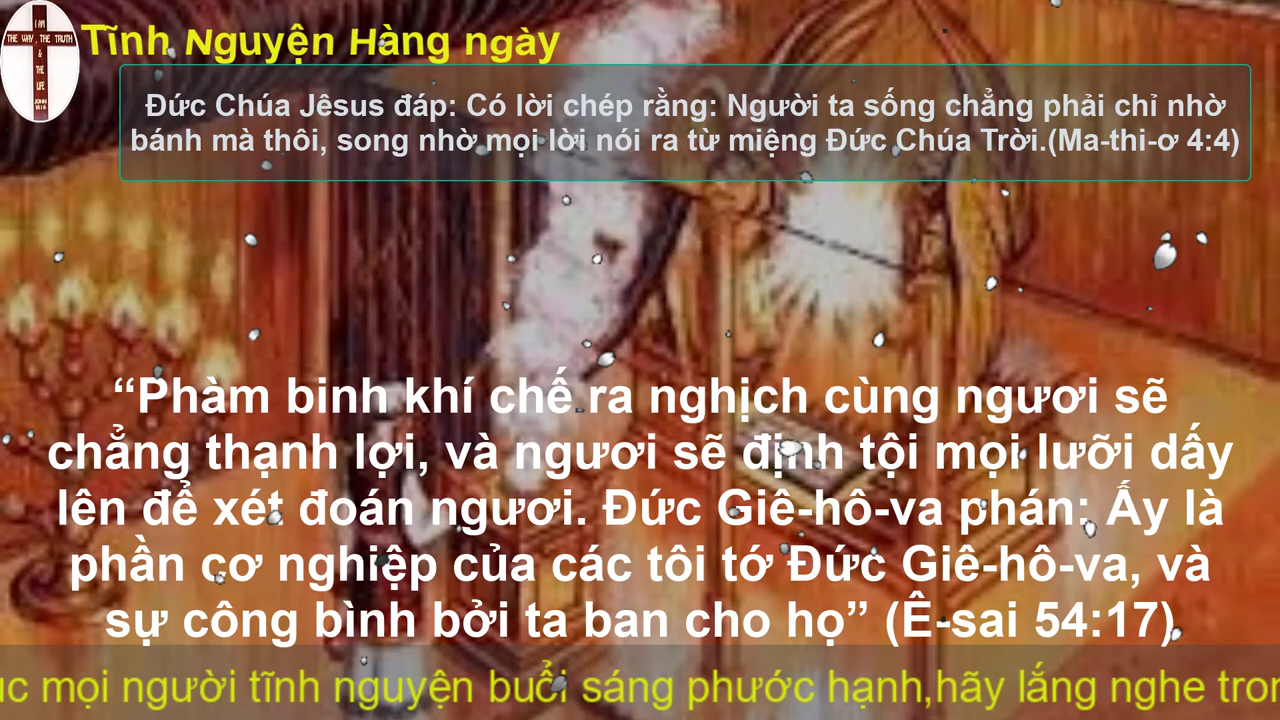 I AM
THE WAY, THE TRUTH
&
THE
LIFE
JOHN
14:6
Tĩnh Nguyện Hàng ngày
Đức Chúa Jêsus đáp: Có lời chép rằng: Người ta sống chẳng phải chỉ nhờ
bánh mà thôi, song nhờ mọi lời nói ra từ miệng Đức Chúa Trời.(Ma-thi-ơ 4:4)
“Phàm binh khí chế ra nghịch cùng ngươi sẽ
chẳng thạnh lợi, và ngươi sẽ định tội mọi lưỡi dấy
lên để xét đoán ngươi. Đức Giê-hô-va phán: Ấy là
phần cơ nghiệp của các tôi tớ Đức Giê-hô-va, và
sự công bình bởi ta ban cho họ” (Ê-sai 54:17)
mọi người tĩnh nguyện buổi sáng phước hạnh,hãy lắng nghe